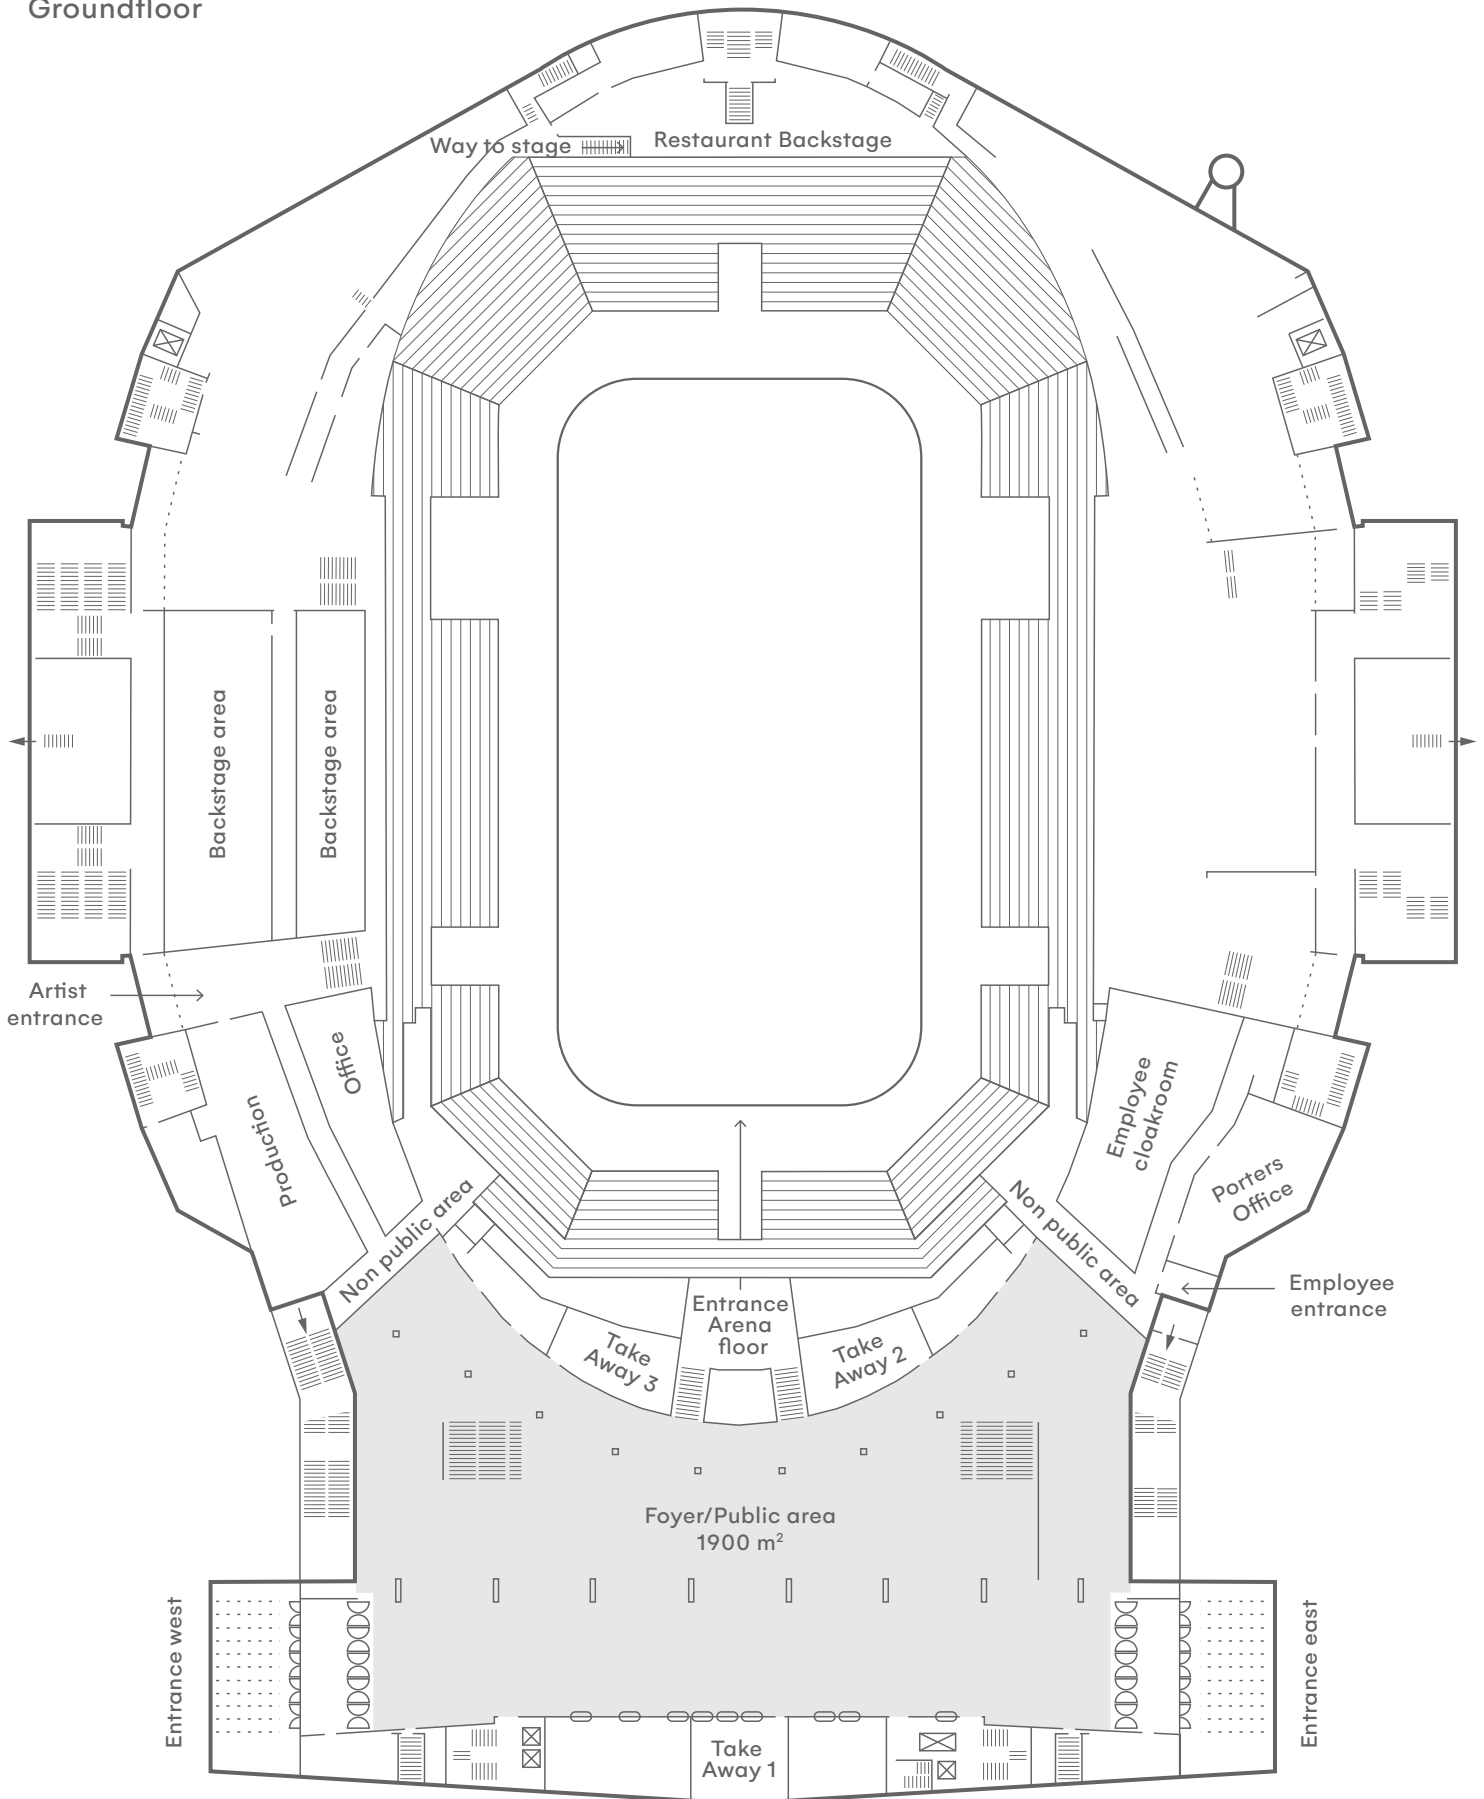 Groundfloor
Way to stage
Restaurant Backstage
Backstage area
Backstage area
Artist
entrance
Office
Production
Employee
cloakroom
Porters
Office
Non public area
Non public area
Employee
entrance
Entrance
Arena
floor
Take
Away 3
Take
Away 2
Foyer/Public area
1900 m²
Entrance west
Entrance east
Take
Away 1